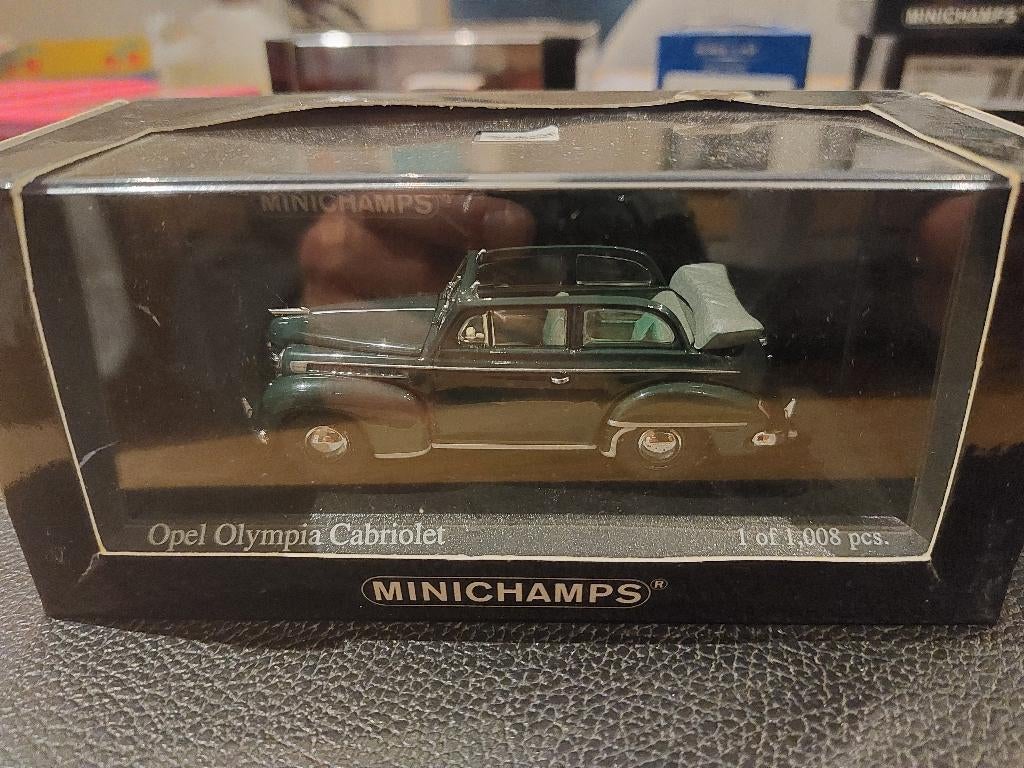 MINICHAMPS
MINICHAMPS®
Opel Olympia Cabriolet
1 of 1,008 pcs.
MINICHAMPS®